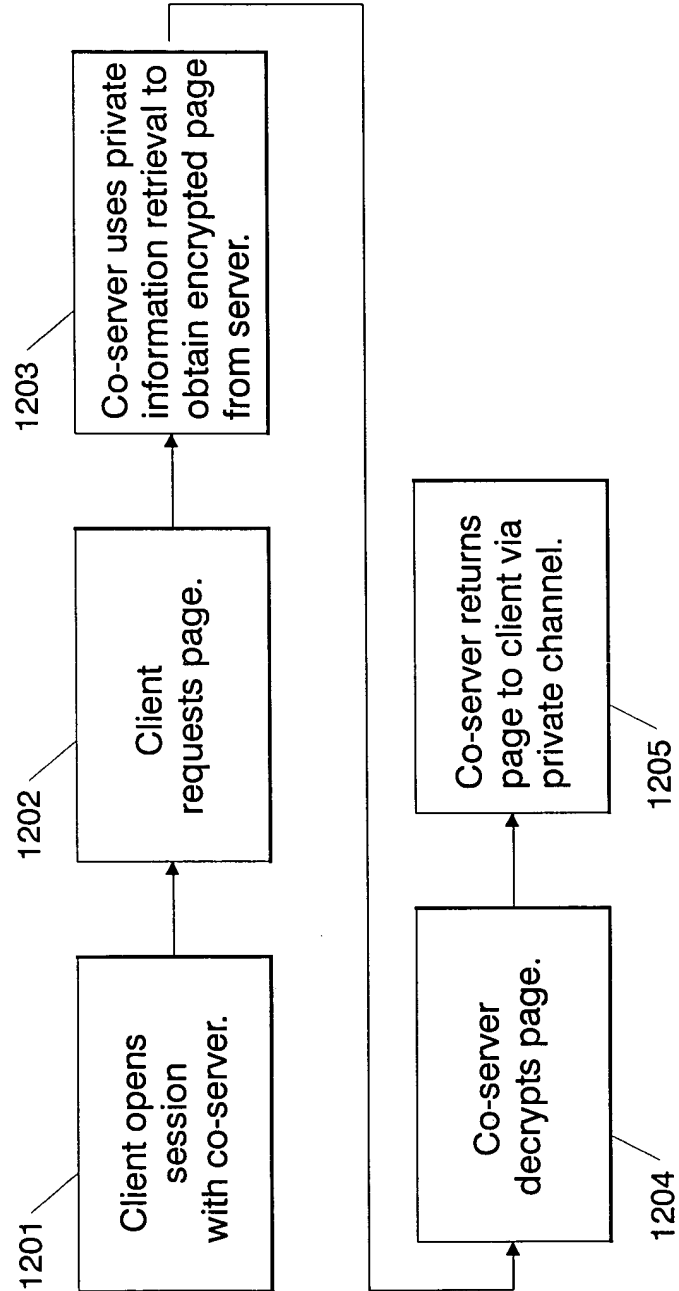 1201
Client opens
session
with co-server.
1202
Client
requests page.
1203
Co-server uses private
information retrieval to
obtain encrypted page
from server.
1204
Co-server
decrypts page.
1205
Co-server returns
page to client via
private channel.